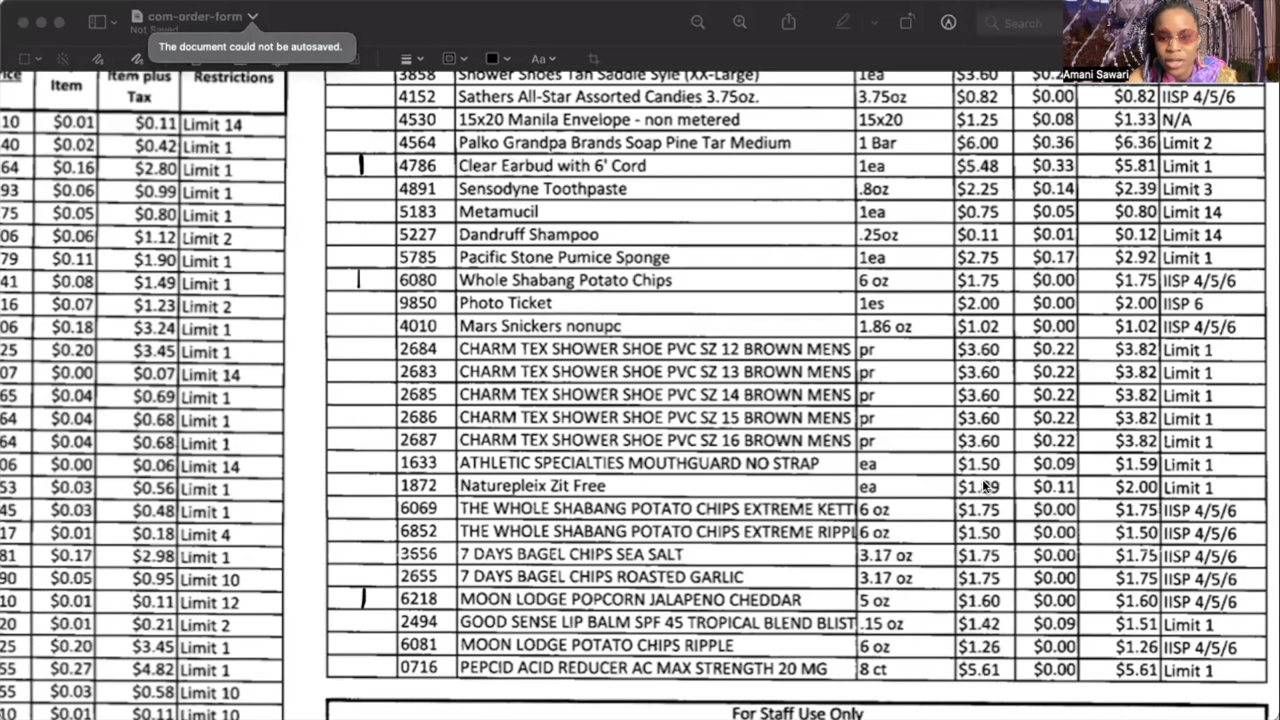 com-order-form
Not Saved
The document could not be autosaved.
Search
Aa
Amani Sawari
Item Item plus Tax Restrictions
10 $0.01 $0.11 Limit 14
40 $0.02 $0.42 Limit 1
64 $0.16 $2.80 Limit 1
93 $0.06 $0.99 Limit 1
75 $0.05 $0.80 Limit 1
06 $0.06 $1.12 Limit 2
79 $0.11 $1.90 Limit 1
41 $0.08 $1.49 Limit 1
16 $0.07 $1.23 Limit 2
06 $0.18 $3.24 Limit 1
25 $0.20 $3.45 Limit 1
07 $0.00 $0.07 Limit 14
65 $0.04 $0.69 Limit 1
64 $0.04 $0.68 Limit 1
64 $0.04 $0.68 Limit 1
06 $0.00 $0.06 Limit 14
53 $0.03 $0.56 Limit 1
45 $0.03 $0.48 Limit 1
17 $0.01 $0.18 Limit 4
81 $0.17 $2.98 Limit 1
90 $0.05 $0.95 Limit 10
10 $0.01 $0.11 Limit 12
20 $0.01 $0.21 Limit 2
25 $0.20 $3.45 Limit 1
55 $0.27 $4.82 Limit 1
55 $0.03 $0.58 Limit 10
10 $0.01 $0.11 Limit 10
3858 Shower Shoes Tan Saddle Syle (XX-Large) 1ea $3.60
4152 Sathers All-Star Assorted Candies 3.75oz. 3.75oz $0.82 $0.00 $0.82 IISP 4/5/6
4530 15x20 Manila Envelope - non metered 15x20 $1.25 $0.08 $1.33 N/A
4564 Palko Grandpa Brands Soap Pine Tar Medium 1 Bar $6.00 $0.36 $6.36 Limit 2
4786 Clear Earbud with 6' Cord 1ea $5.48 $0.33 $5.81 Limit 1
4891 Sensodyne Toothpaste .8oz $2.25 $0.14 $2.39 Limit 3
5183 Metamucil 1ea $0.75 $0.05 $0.80 Limit 14
5227 Dandruff Shampoo .25oz $0.11 $0.01 $0.12 Limit 14
5785 Pacific Stone Pumice Sponge 1ea $2.75 $0.17 $2.92 Limit 1
6080 Whole Shabang Potato Chips 6 oz $1.75 $0.00 $1.75 IISP 4/5/6
9850 Photo Ticket 1es $2.00 $0.00 $2.00 IISP 6
4010 Mars Snickers nonupc 1.86 oz $1.02 $0.00 $1.02 IISP 4/5/6
2684 CHARM TEX SHOWER SHOE PVC SZ 12 BROWN MENS pr $3.60 $0.22 $3.82 Limit 1
2683 CHARM TEX SHOWER SHOE PVC SZ 13 BROWN MENS pr $3.60 $0.22 $3.82 Limit 1
2685 CHARM TEX SHOWER SHOE PVC SZ 14 BROWN MENS pr $3.60 $0.22 $3.82 Limit 1
2686 CHARM TEX SHOWER SHOE PVC SZ 15 BROWN MENS pr $3.60 $0.22 $3.82 Limit 1
2687 CHARM TEX SHOWER SHOE PVC SZ 16 BROWN MENS pr $3.60 $0.22 $3.82 Limit 1
1633 ATHLETIC SPECIALTIES MOUTHGUARD NO STRAP ea $1.50 $0.09 $1.59 Limit 1
1872 Naturepleix Zit Free ea $0.11 $2.00 Limit 1
6069 THE WHOLE SHABANG POTATO CHIPS EXTREME KETT 6 oz $1.75 $0.00 $1.75 IISP 4/5/6
6852 THE WHOLE SHABANG POTATO CHIPS EXTREME RIPPL 6 oz $1.50 $0.00 $1.50 IISP 4/5/6
3656 7 DAYS BAGEL CHIPS SEA SALT 3.17 oz $1.75 $0.00 $1.75 IISP 4/5/6
2655 7 DAYS BAGEL CHIPS ROASTED GARLIC 3.17 oz $1.75 $0.00 $1.75 IISP 4/5/6
6218 MOON LODGE POPCORN JALAPENO CHEDDAR 5 oz $1.60 $0.00 $1.60 IISP 4/5/6
2494 GOOD SENSE LIP BALM SPF 45 TROPICAL BLEND BLIST .15 oz $1.42 $0.09 $1.51 Limit 1
6081 MOON LODGE POTATO CHIPS RIPPLE 6 oz $1.26 $0.00 $1.26 IISP 4/5/6
0716 PEPCID ACID REDUCER AC MAX STRENGTH 20 MG 8 ct $5.61 $0.00 $5.61 Limit 1
For Staff Use Only